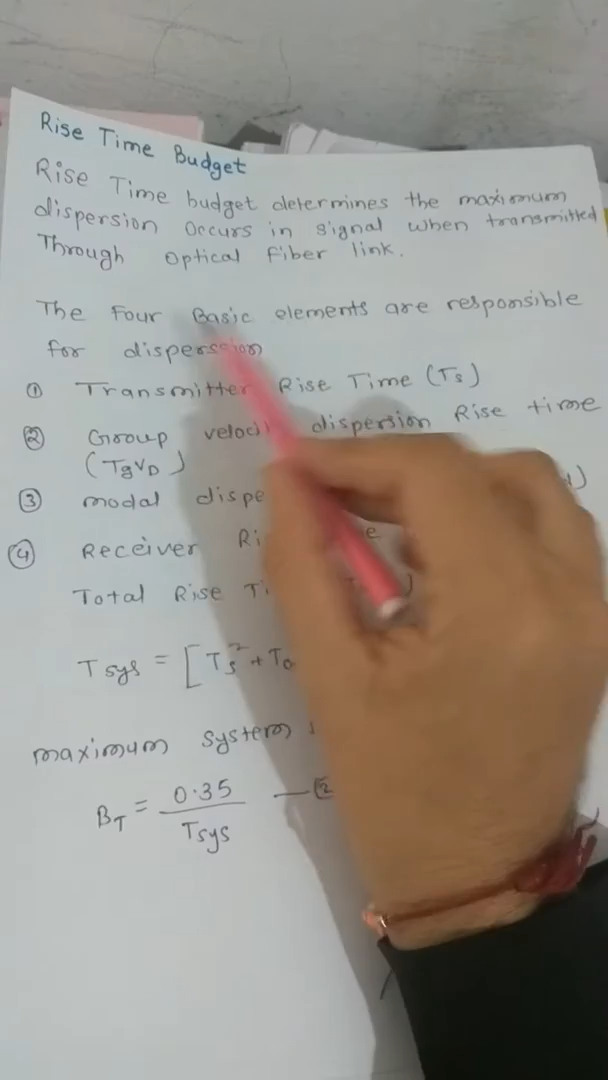 Rise Time Budget
Rise Time budget determines the maximum
dispersion occurs in signal when transmitted
Through optical fiber link.
The Four Basic elements are responsible
for disperssion
① Transmitter Rise Time (Ts)
② Group dispersion Rise time
(TgVD)
③ modal
④ Receiver
Total Rise
Tsys = [Ts² +
maximum system
BT = 0.35 / Tsys — ②